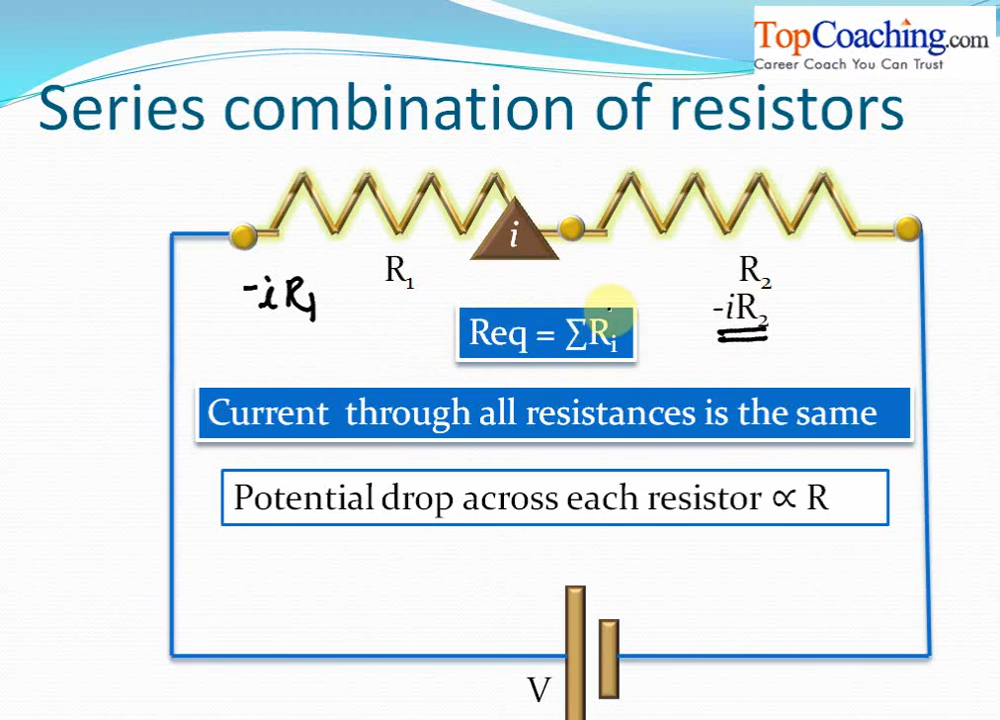 TopCoaching.com
Career Coach You Can Trust
Series combination of resistors
i
R₁
R₂
-iR₁
-iR₂
Req = ∑Rᵢ
Current through all resistances is the same
Potential drop across each resistor ∝ R
V